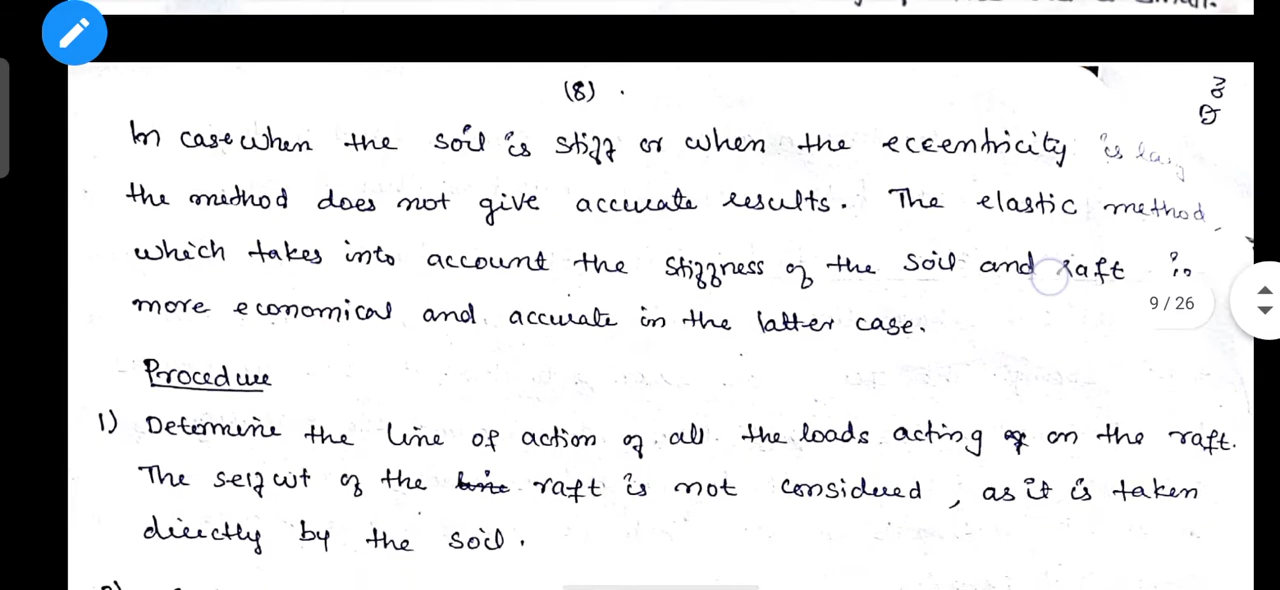 (8) .
In case when the soil is stiff or when the eccentricity is
the method does not give accurate results. The elastic method
which takes into account the stiffness of the soil and raft is
9 / 26
more economical and accurate in the latter case.
Procedure
1) Determine the line of action of all the loads acting on the raft.
The self wt of the raft is not considered, as it is taken
directly by the soil.